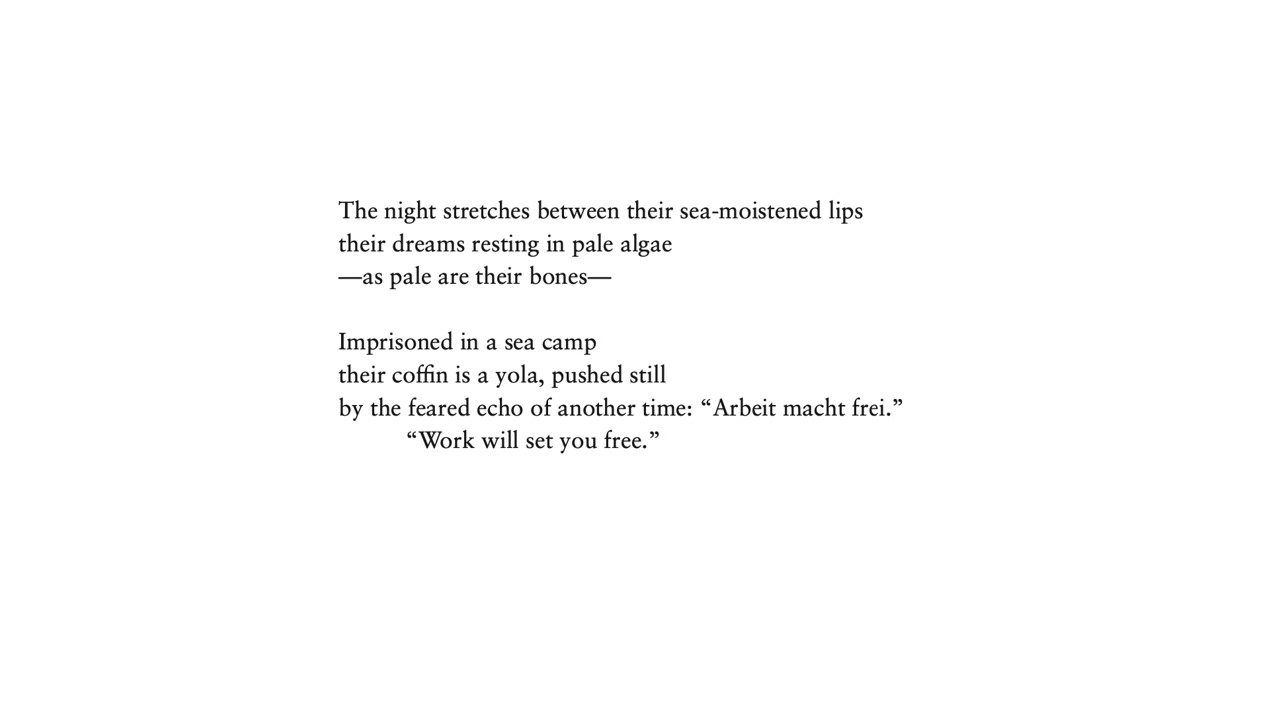 The night stretches between their sea-moistened lips
their dreams resting in pale algae
—as pale are their bones—
Imprisoned in a sea camp
their coffin is a yola, pushed still
by the feared echo of another time: “Arbeit macht frei.”
“Work will set you free.”